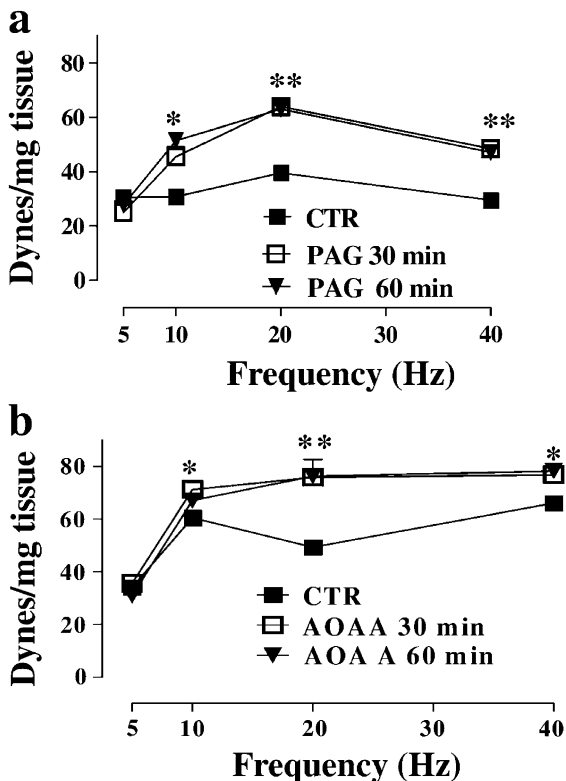 a
Dynes/mg tissue
80
60
40
20
0
*
**
**
CTR
PAG 30 min
PAG 60 min
5 10 20 30 40
Frequency (Hz)
b
Dynes/mg tissue
80
60
40
20
0
*
**
*
CTR
AOAA 30 min
AOA A 60 min
5 10 20 30 40
Frequency (Hz)